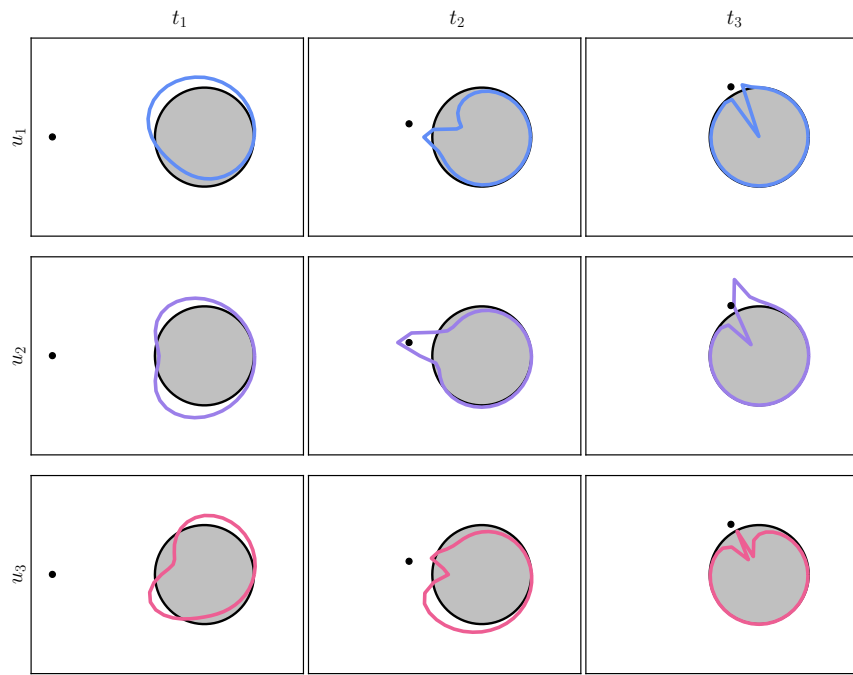 t₁ t₂ t₃
u₁
u₂
u₃